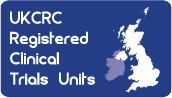 UKCRC
Registered
Clinical
Trials Units